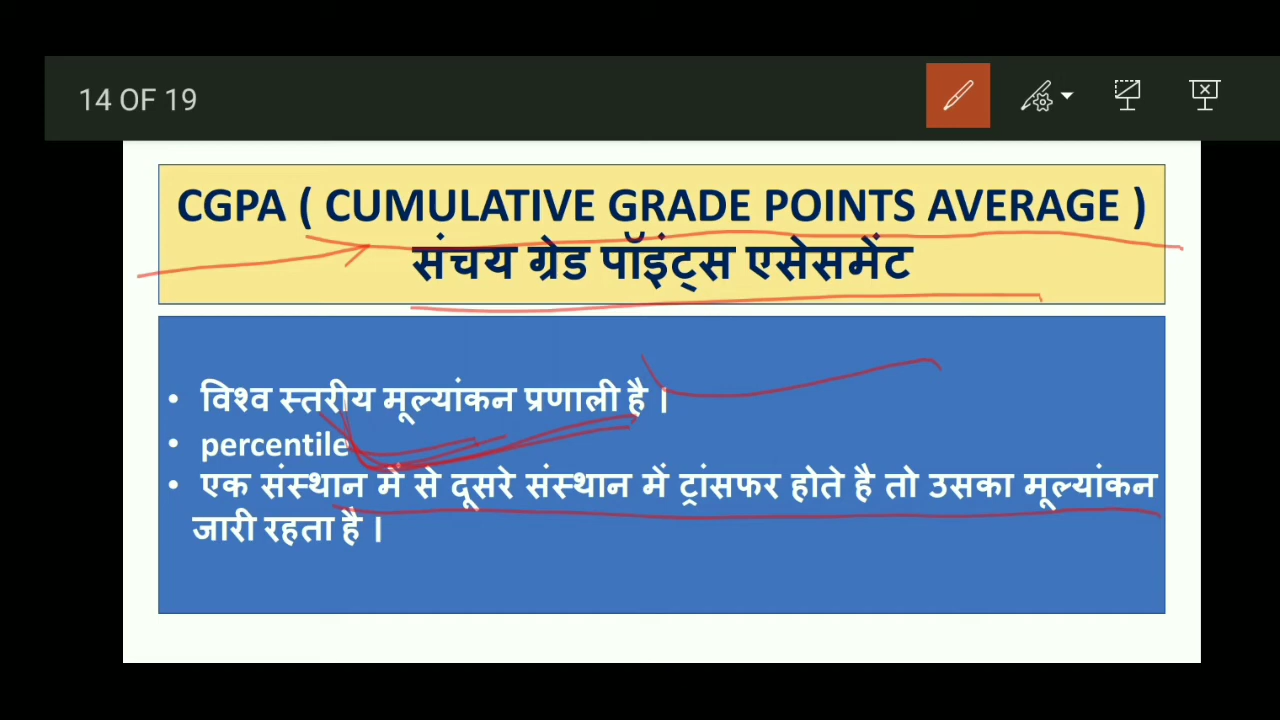 14 OF 19
CGPA ( CUMULATIVE GRADE POINTS AVERAGE )
संचय ग्रेड पॉइंट्स एसेसमेंट
• विश्व स्तरीय मूल्यांकन प्रणाली है ।
• percentile
• एक संस्थान में से दूसरे संस्थान में ट्रांसफर होते है तो उसका मूल्यांकन
जारी रहता है ।